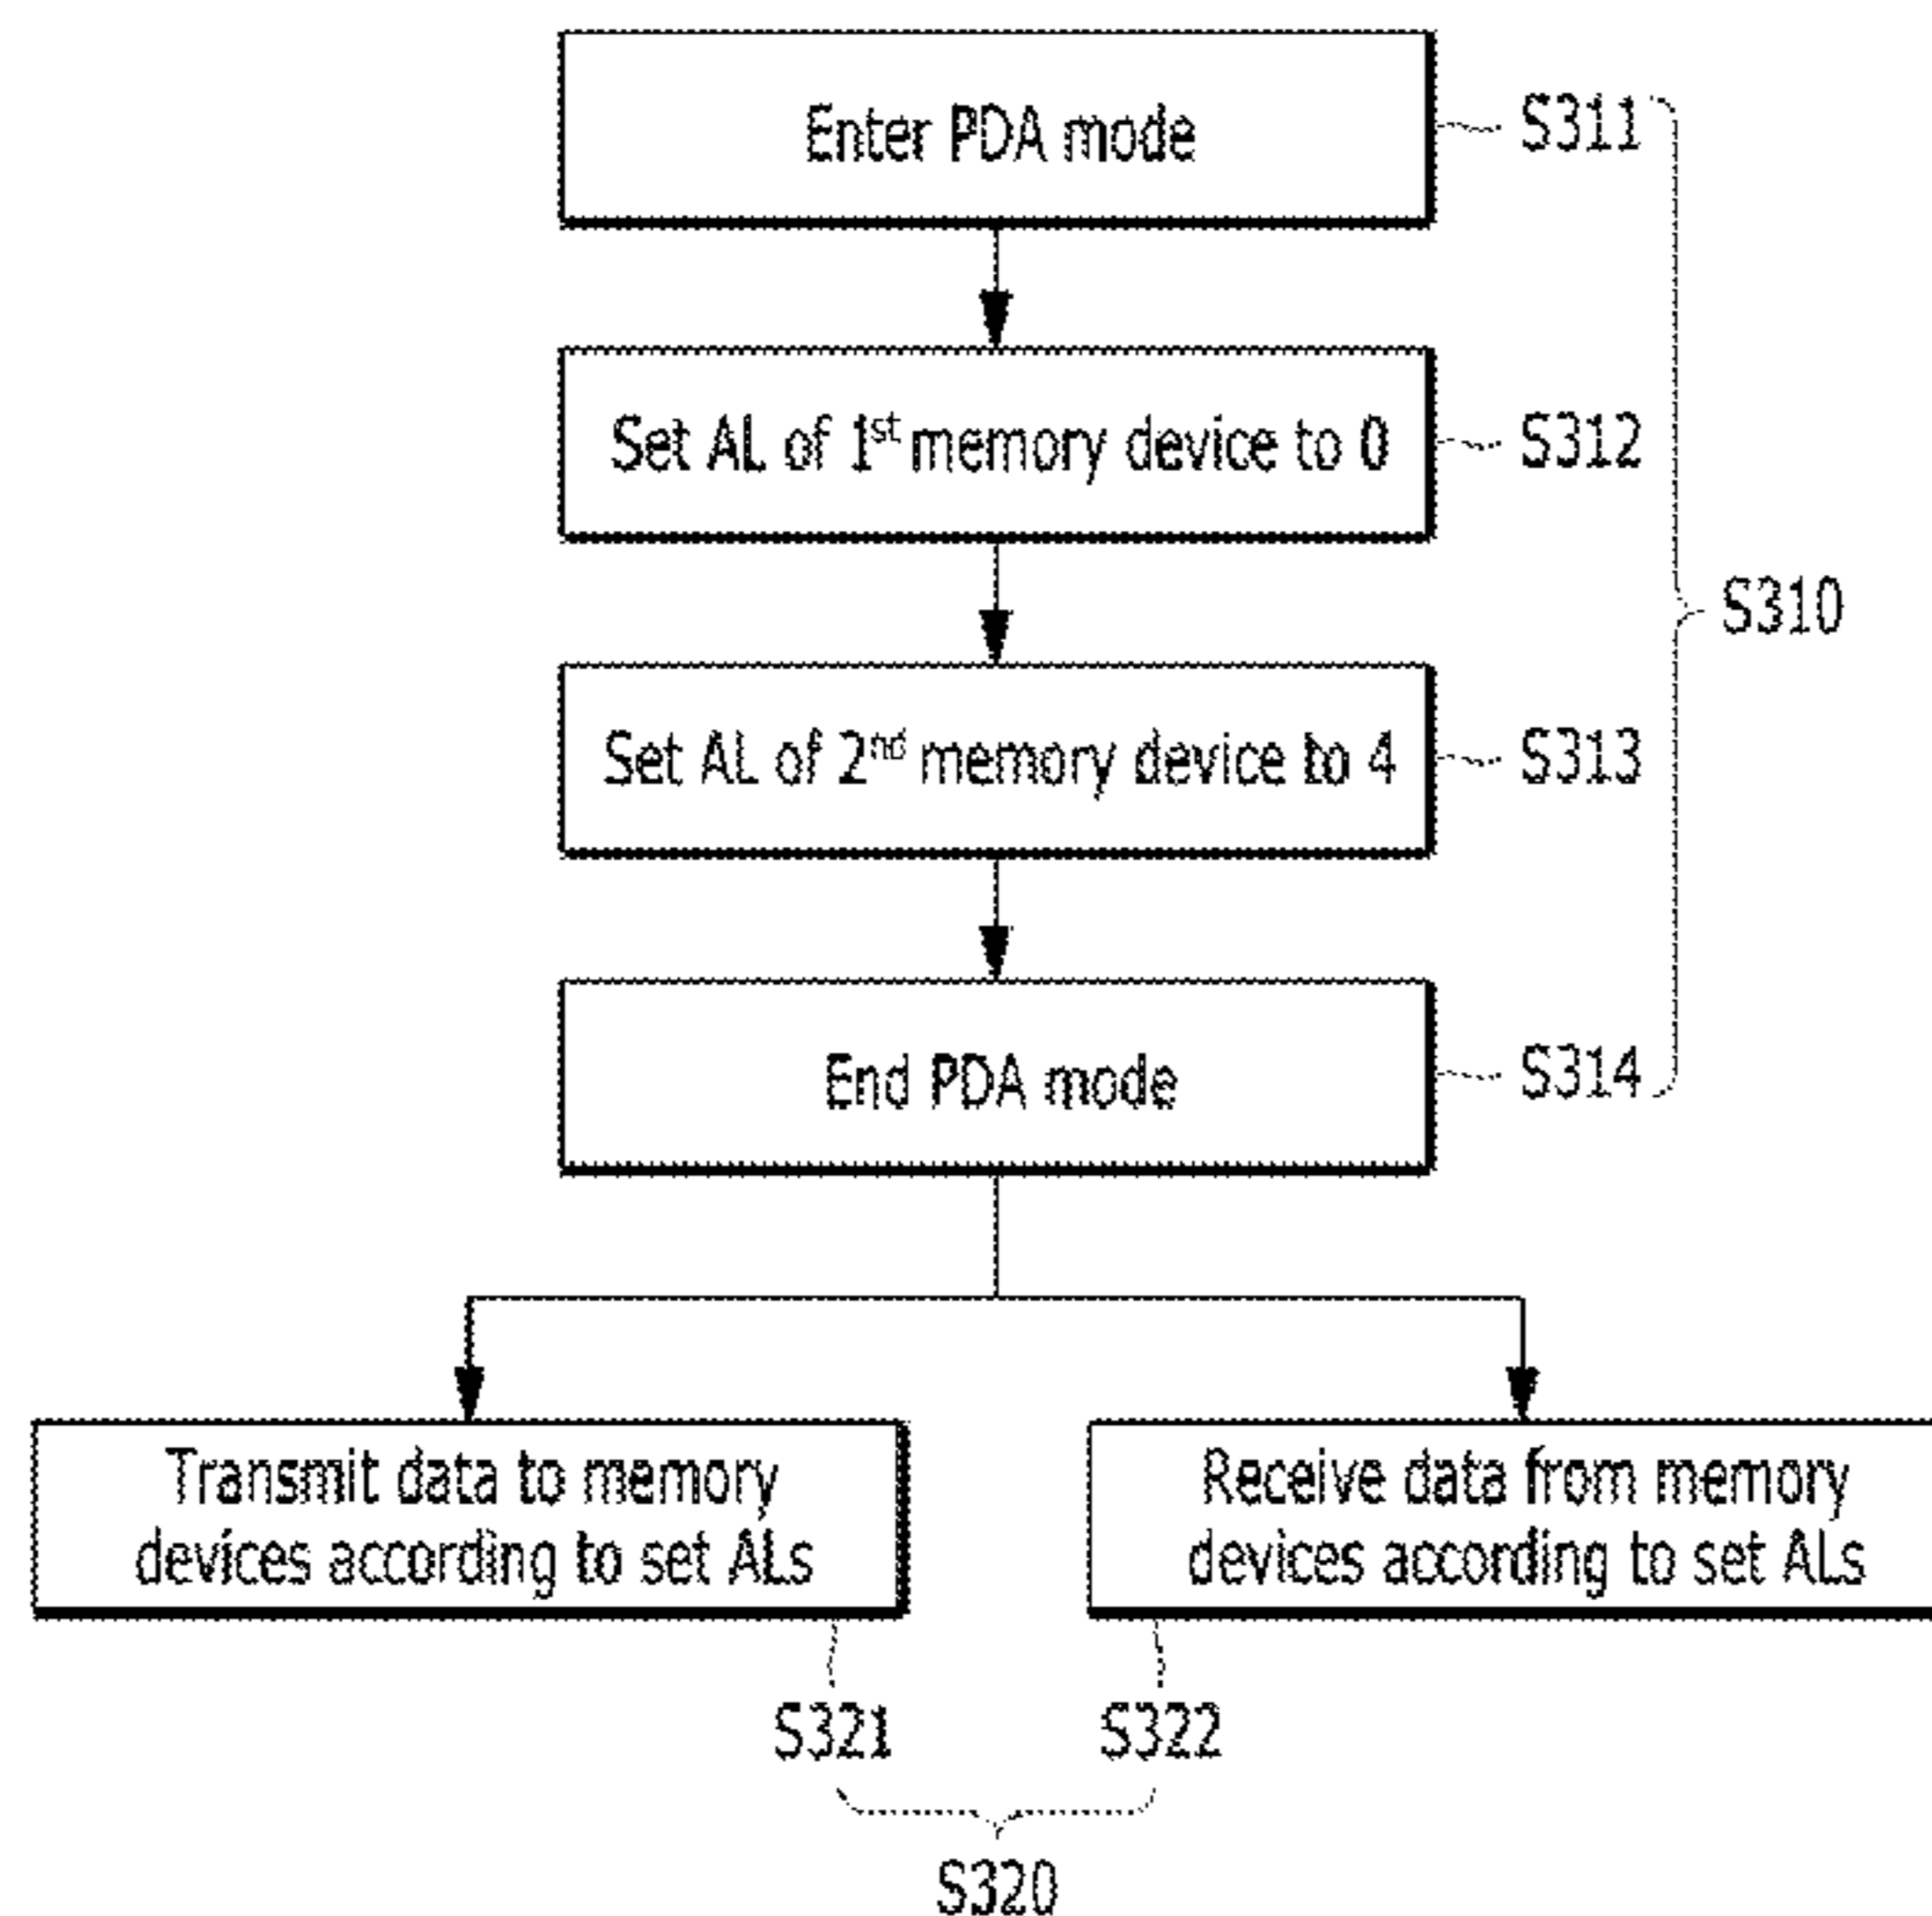 Enter PDA mode
S311
Set AL of 1st memory device to 0
S312
S310
Set AL of 2nd memory device to 4
S313
End PDA mode
S314
Transmit data to memory
devices according to set ALs
Receive data from memory
devices according to set ALs
S321
S322
S320